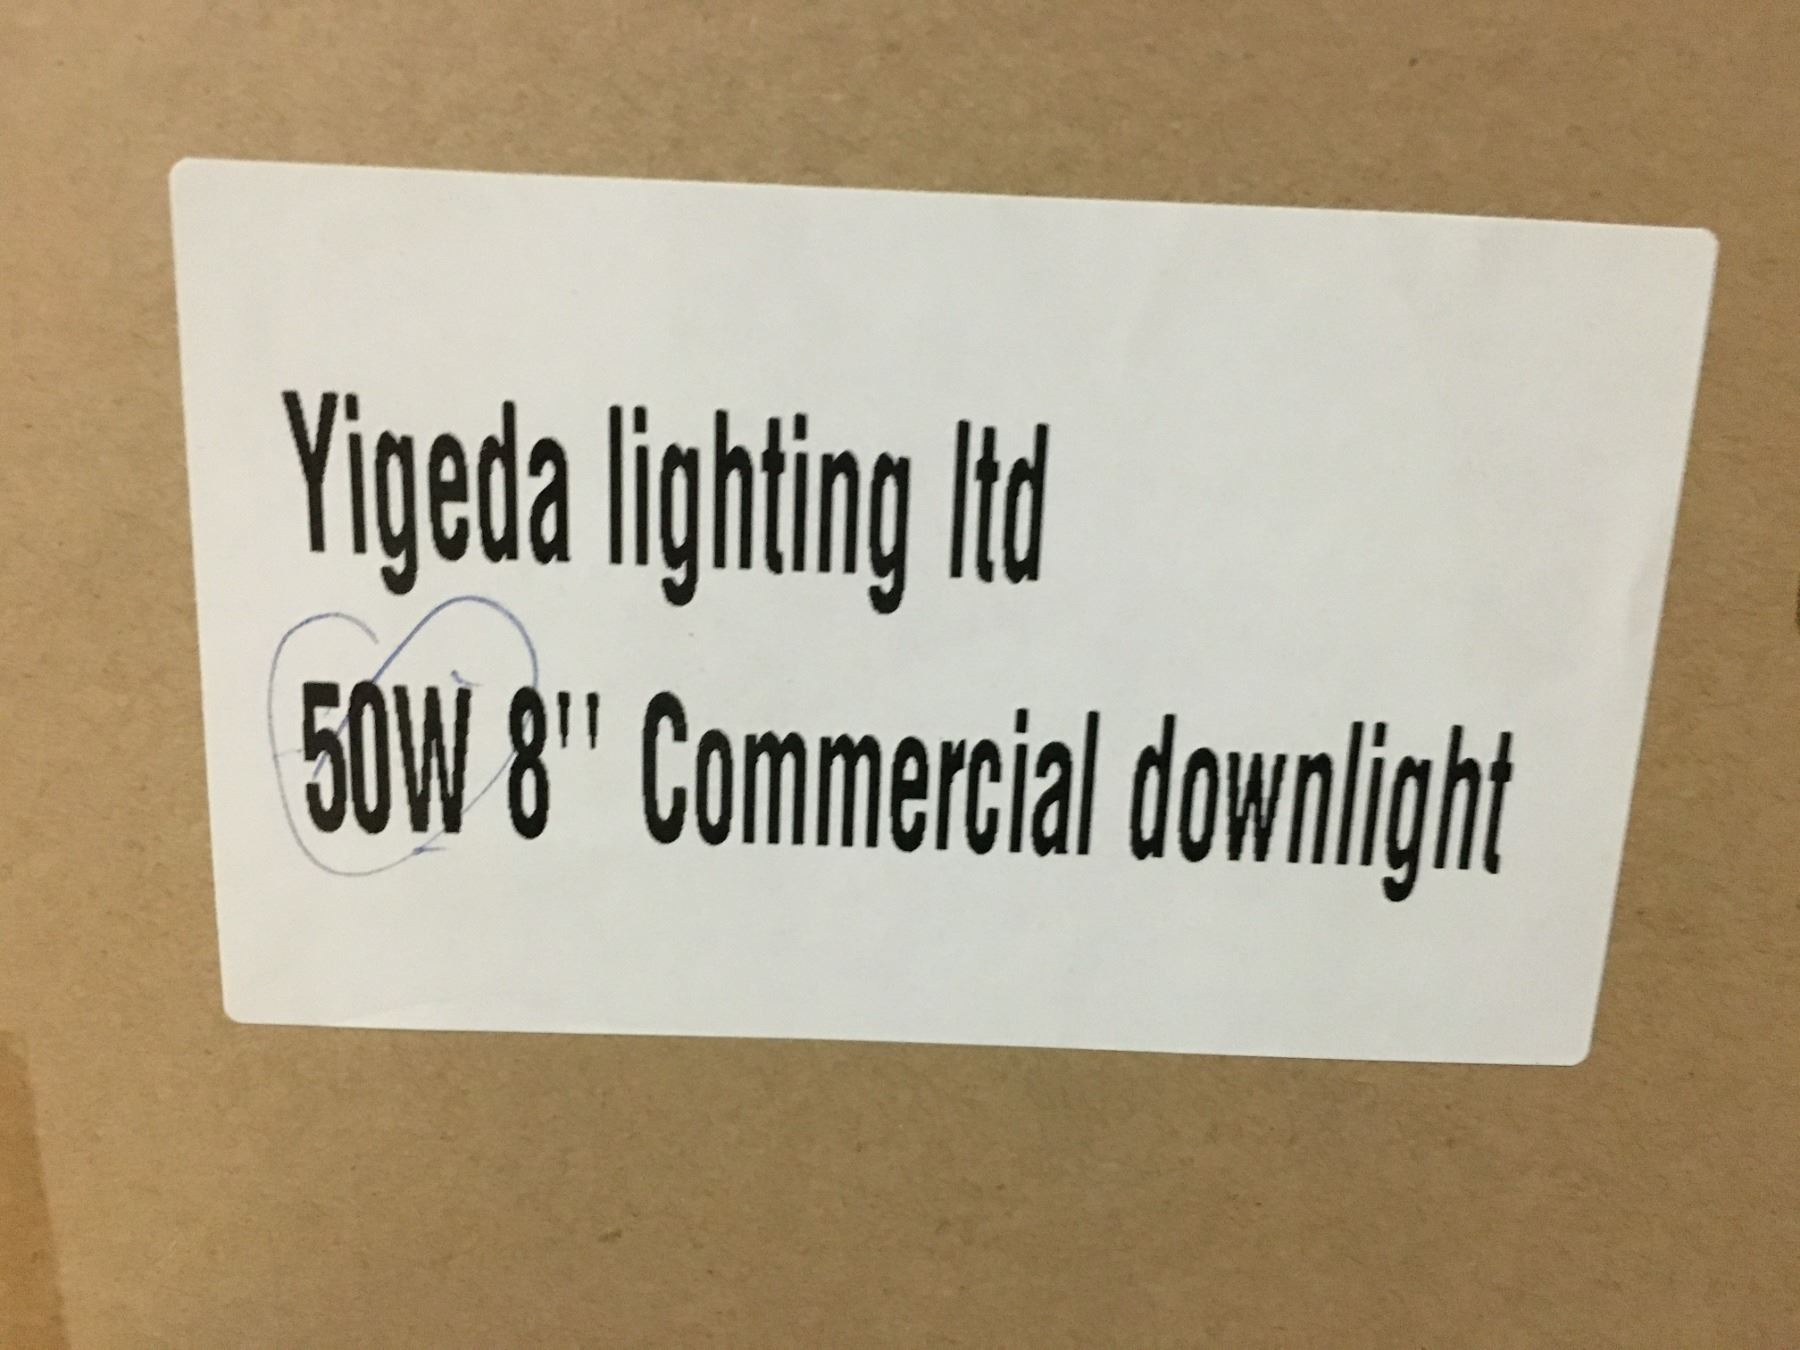 Yigeda lighting ltd
50W 8'' Commercial downlight